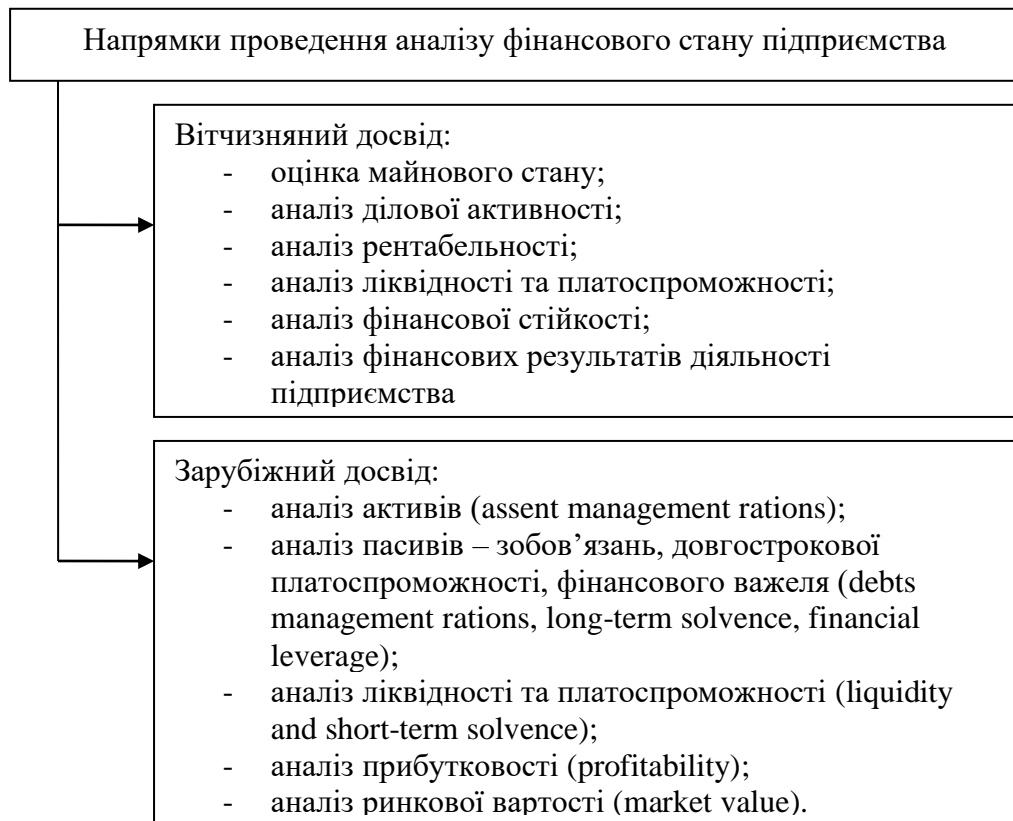 Напрямки проведення аналізу фінансового стану підприємства
Вітчизняний досвід:
- оцінка майнового стану;
- аналіз ділової активності;
- аналіз рентабельності;
- аналіз ліквідності та платоспроможності;
- аналіз фінансової стійкості;
- аналіз фінансових результатів діяльності
підприємства
Зарубіжний досвід:
- аналіз активів (assent management rations);
- аналіз пасивів – зобов’язань, довгострокової
платоспроможності, фінансового важеля (debts
management rations, long-term solvence, financial
leverage);
- аналіз ліквідності та платоспроможності (liquidity
and short-term solvence);
- аналіз прибутковості (profitability);
- аналіз ринкової вартості (market value).